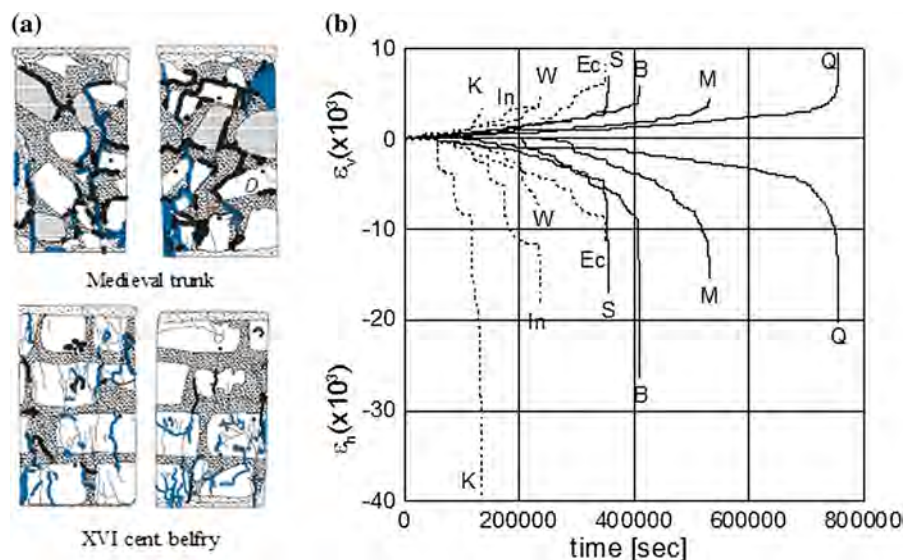 (a)
D
Medieval trunk
XVI cent. belfry
(b)
10
0
-10
-20
-30
-40
εv(x10³)
εh(x10³)
K
In
W
Ec
S
B
M
Q
W
In
Ec
S
B
M
Q
K
0 200000 400000 600000 800000
time [sec]